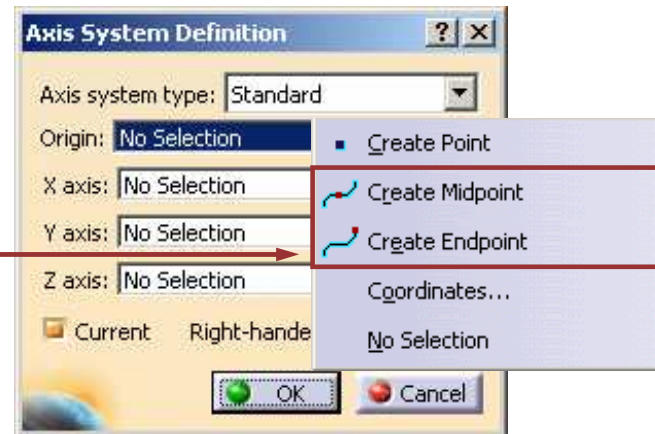 Axis System Definition ? ×
Axis system type: Standard
Origin: No Selection
Create Point
X axis: No Selection
Create Midpoint
Y axis: No Selection
Create Endpoint
Z axis: No Selection
Coordinates...
Current Right-hande
No Selection
OK Cancel